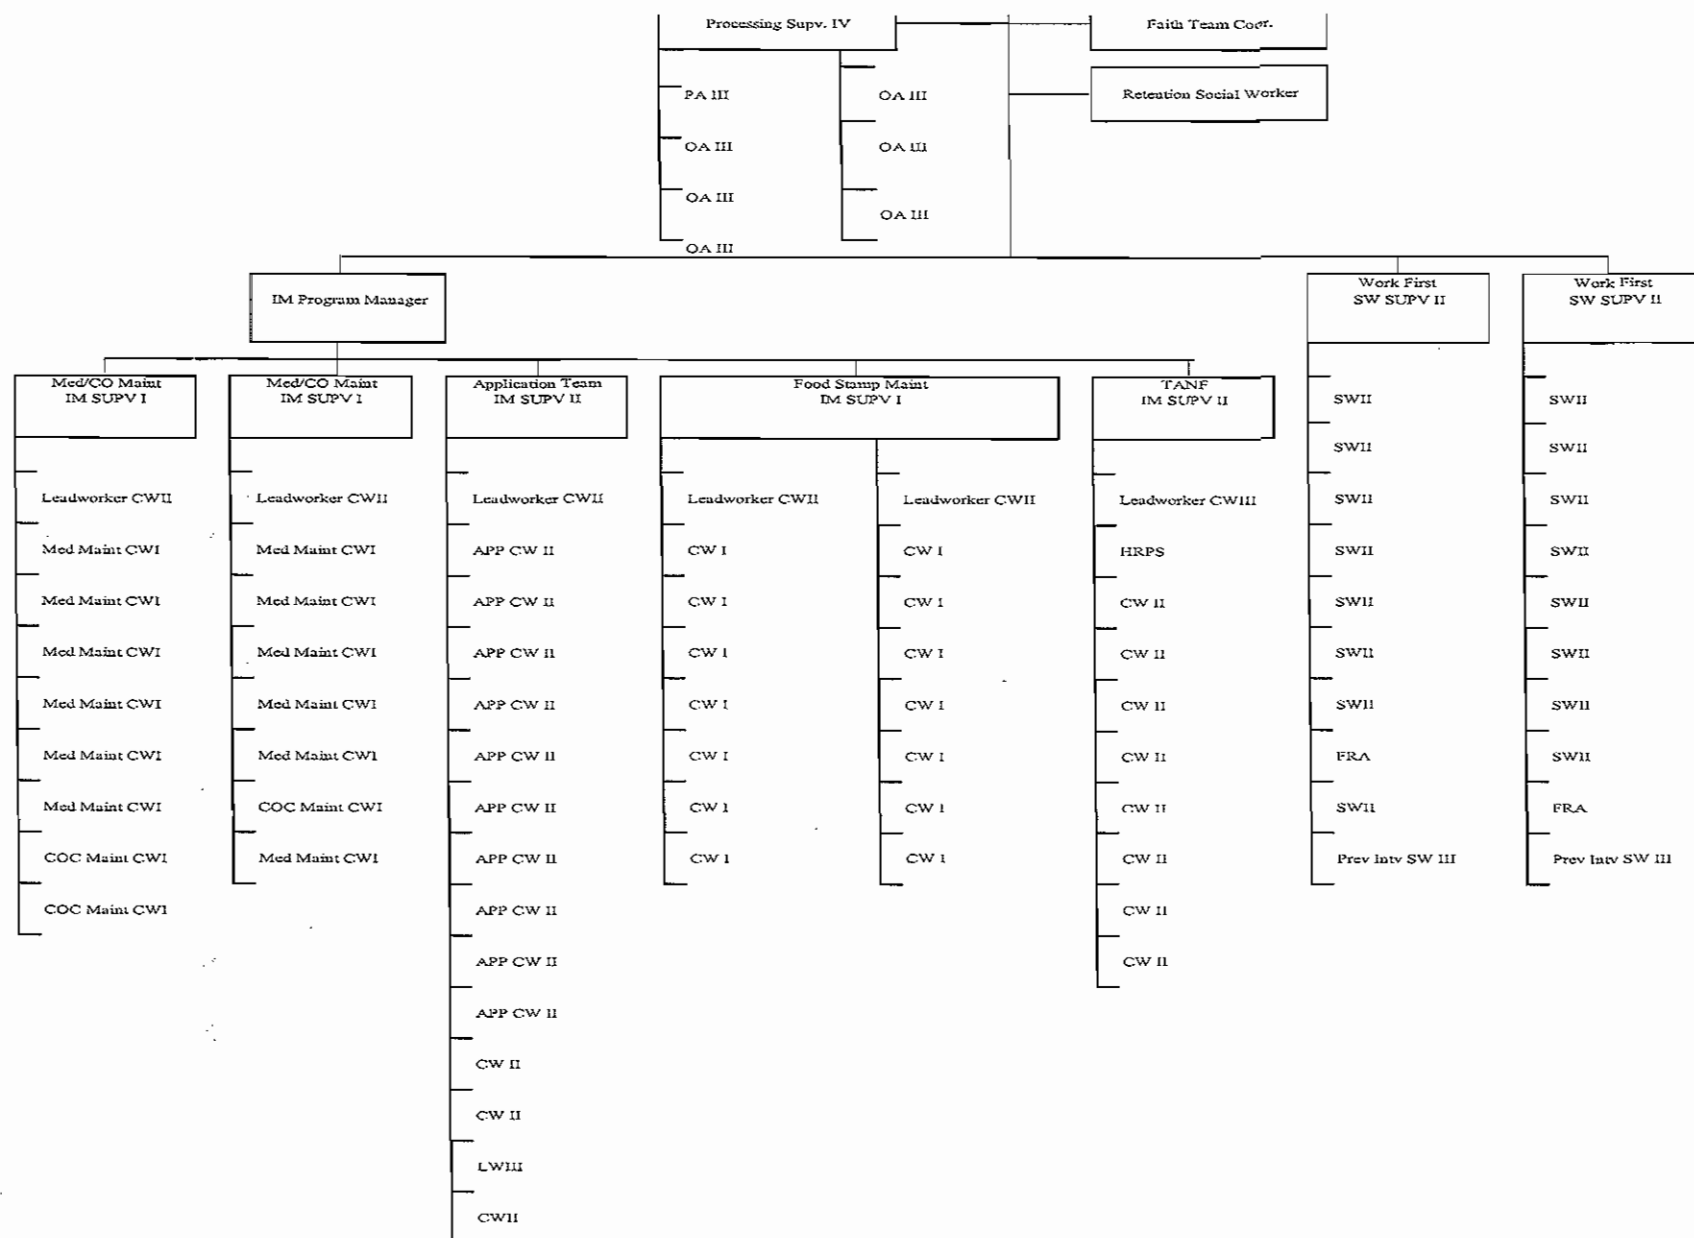 Processing Supv. IV
Faith Team Coor.
Retention Social Worker
PA III
OA III
OA III
OA III
OA III
OA III
OA III
IM Program Manager
Work First
SW SUPV II
Work First
SW SUPV II
Med/CO Maint
IM SUPV I
Med/CO Maint
IM SUPV I
Application Team
IM SUPV II
Food Stamp Maint
IM SUPV I
TANF
IM SUPV II
Leadworker CWII
Med Maint CWI
Med Maint CWI
Med Maint CWI
Med Maint CWI
Med Maint CWI
Med Maint CWI
COC Maint CWI
COC Maint CWI
Leadworker CWII
Med Maint CWI
Med Maint CWI
Med Maint CWI
Med Maint CWI
Med Maint CWI
COC Maint CWI
Med Maint CWI
Leadworker CWII
APP CW II
APP CW II
APP CW II
APP CW II
APP CW II
APP CW II
APP CW II
APP CW II
APP CW II
APP CW II
CW II
CW II
LWIII
CWII
Leadworker CWII
CW I
CW I
CW I
CW I
CW I
CW I
CW I
Leadworker CWII
CW I
CW I
CW I
CW I
CW I
CW I
CW I
Leadworker CWIII
HRPS
CW II
CW II
CW II
CW II
CW II
CW II
CW II
CW II
SWII
SWII
SWII
SWII
SWII
SWII
SWII
FRA
SWII
Prev Intv SW III
SWII
SWII
SWII
SWII
SWII
SWII
SWII
SWII
FRA
Prev Intv SW III